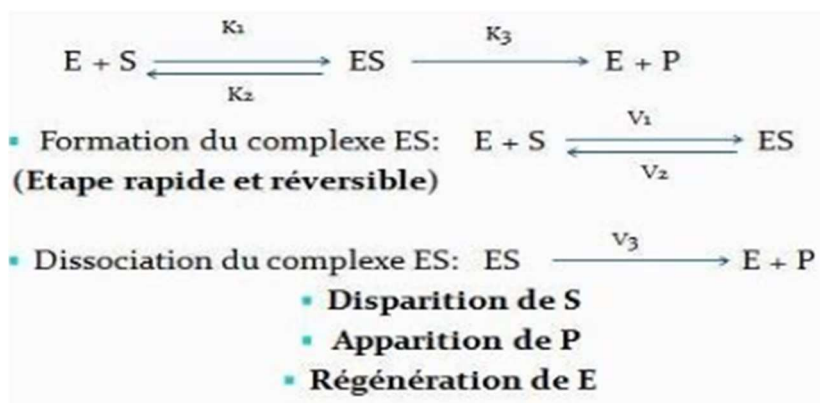 K1
K3
E + S ES E + P
K2
▪ Formation du complexe ES: E + S V1 ES
(Etape rapide et réversible) V2
▪ Dissociation du complexe ES: ES V3 E + P
▪ Disparition de S
▪ Apparition de P
▪ Régénération de E